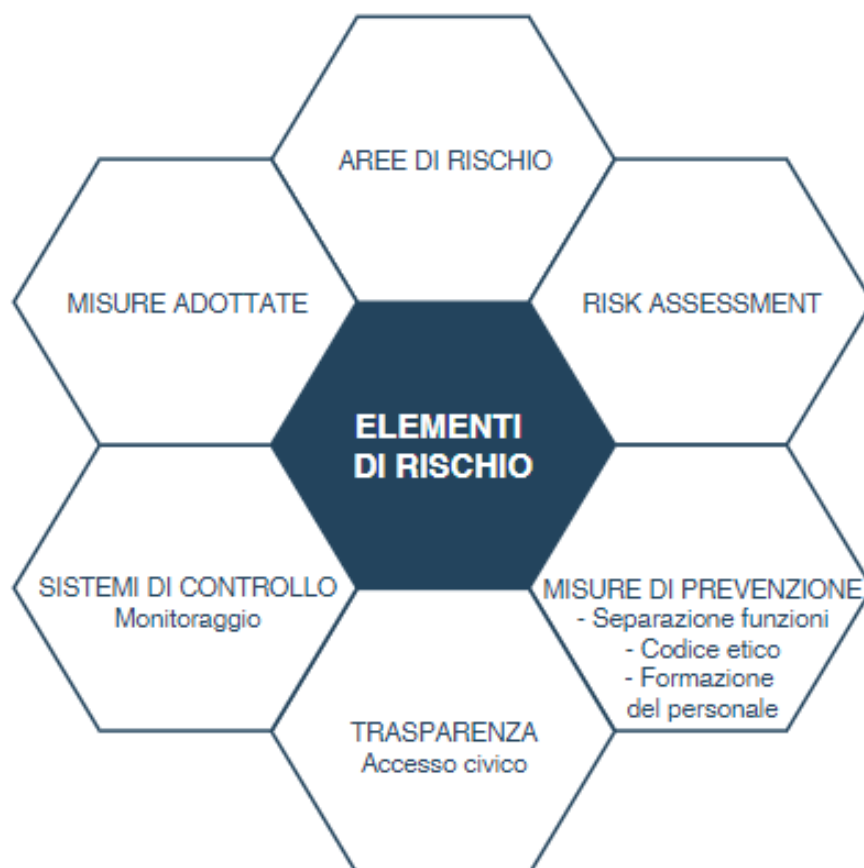 AREE DI RISCHIO
MISURE ADOTTATE
RISK ASSESSMENT
ELEMENTI
DI RISCHIO
SISTEMI DI CONTROLLO
Monitoraggio
MISURE DI PREVENZIONE
- Separazione funzioni
- Codice etico
- Formazione
del personale
TRASPARENZA
Accesso civico